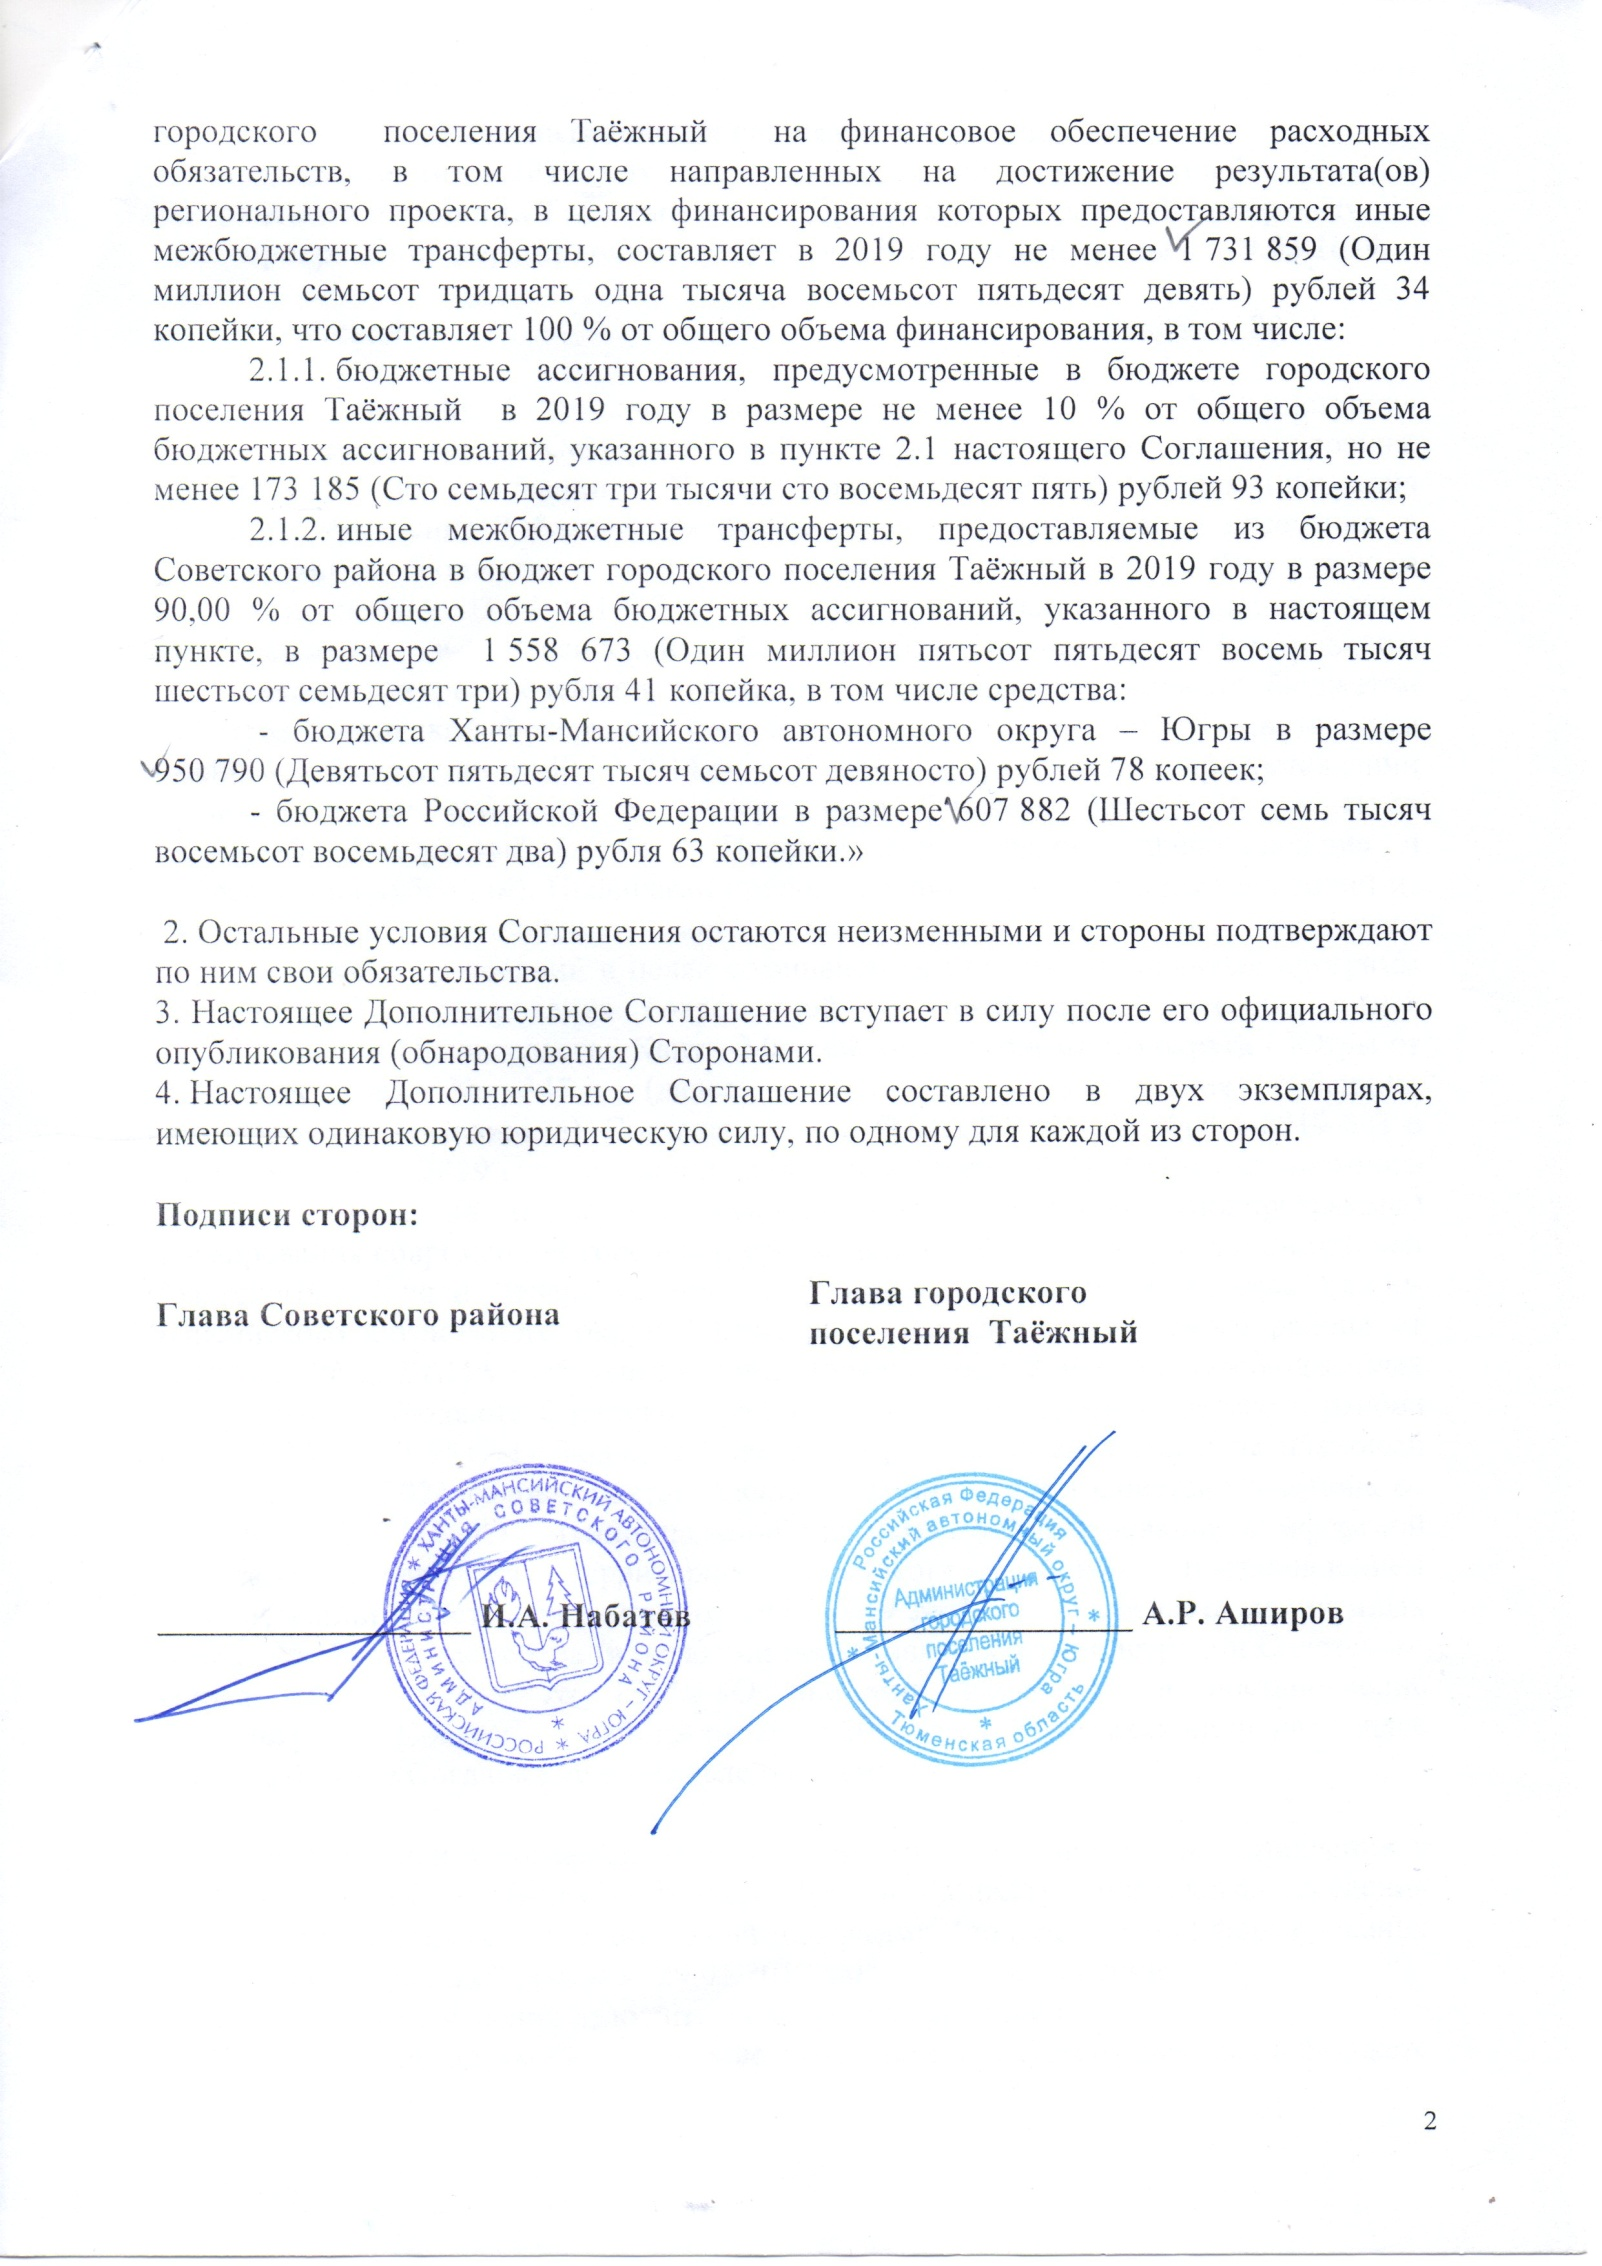 городского поселения Таёжный на финансовое обеспечение расходных
обязательств, в том числе направленных на достижение результата(ов)
регионального проекта, в целях финансирования которых предоставляются иные
межбюджетные трансферты, составляет в 2019 году не менее 1 731 859 (Один
миллион семьсот тридцать одна тысяча восемьсот пятьдесят девять) рублей 34
копейки, что составляет 100 % от общего объема финансирования, в том числе:
2.1.1. бюджетные ассигнования, предусмотренные в бюджете городского
поселения Таёжный в 2019 году в размере не менее 10 % от общего объема
бюджетных ассигнований, указанного в пункте 2.1 настоящего Соглашения, но не
менее 173 185 (Сто семьдесят три тысячи сто восемьдесят пять) рублей 93 копейки;
2.1.2. иные межбюджетные трансферты, предоставляемые из бюджета
Советского района в бюджет городского поселения Таёжный в 2019 году в размере
90,00 % от общего объема бюджетных ассигнований, указанного в настоящем
пункте, в размере 1 558 673 (Один миллион пятьсот пятьдесят восемь тысяч
шестьсот семьдесят три) рубля 41 копейка, в том числе средства:
- бюджета Ханты-Мансийского автономного округа – Югры в размере
950 790 (Девятьсот пятьдесят тысяч семьсот девяносто) рублей 78 копеек;
- бюджета Российской Федерации в размере 607 882 (Шестьсот семь тысяч
восемьсот восемьдесят два) рубля 63 копейки.»
2. Остальные условия Соглашения остаются неизменными и стороны подтверждают
по ним свои обязательства.
3. Настоящее Дополнительное Соглашение вступает в силу после его официального
опубликования (обнародования) Сторонами.
4. Настоящее Дополнительное Соглашение составлено в двух экземплярах,
имеющих одинаковую юридическую силу, по одному для каждой из сторон.
Подписи сторон:
Глава Советского района
Глава городского
поселения Таёжный
РОССИЙСКАЯ ФЕДЕРАЦИЯ * ХАНТЫ-МАНСИЙСКИЙ АВТОНОМНЫЙ ОКРУГ – ЮГРА *
АДМИНИСТРАЦИЯ СОВЕТСКОГО РАЙОНА *
И.А. Набатов
Российская Федерация
* Тюменская область *
Ханты-Мансийский автономный округ – Югра *
Администрация
городского
поселения
Таёжный
А.Р. Аширов
2